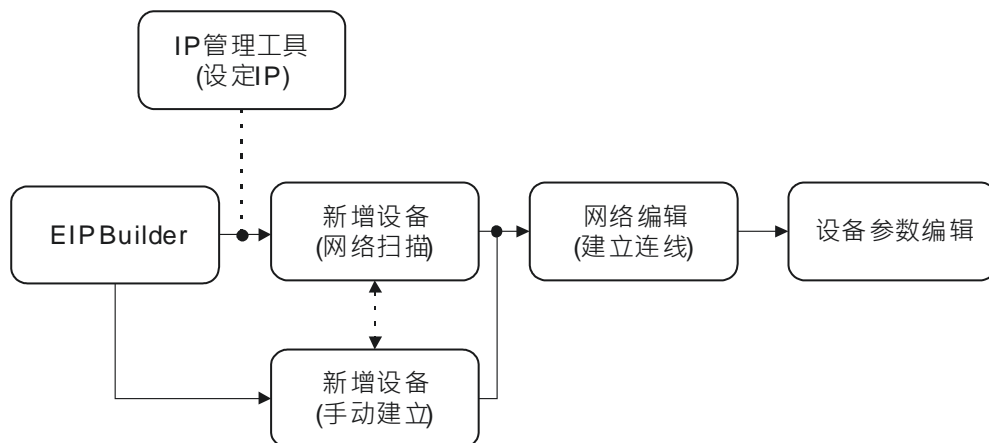 IP管理工具
(设定IP)
EIPBuilder
新增设备
(网络扫描)
网络编辑
(建立连线)
设备参数编辑
新增设备
(手动建立)